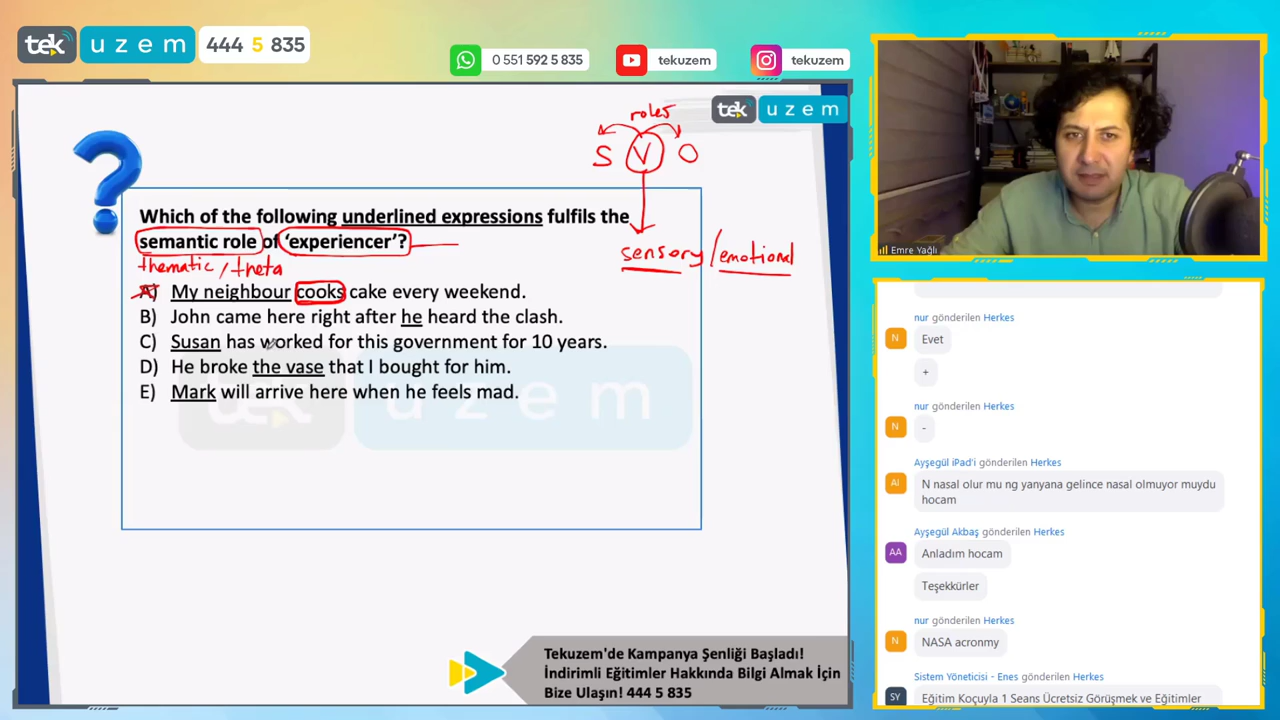 tek uzem 444 5 835
0 551 592 5 835
tekuzem
tekuzem
tek uzem
roles
S V O
Which of the following underlined expressions fulfils the
semantic role of ‘experiencer’?
sensory/emotional
thematic/theta
A) My neighbour cooks cake every weekend.
B) John came here right after he heard the clash.
C) Susan has worked for this government for 10 years.
D) He broke the vase that I bought for him.
E) Mark will arrive here when he feels mad.
tek uzem
Tekuzem'de Kampanya Şenliği Başladı!
İndirimli Eğitimler Hakkında Bilgi Almak İçin
Bize Ulaşın! 444 5 835
Emre Yağlı
nur gönderilen Herkes
N
Evet
+
nur gönderilen Herkes
N
-
Ayşegül iPad'i gönderilen Herkes
AI
N nasal olur mu ng yanyana gelince nasal olmuyor muydu
hocam
Ayşegül Akbaş gönderilen Herkes
AA
Anladım hocam
Teşekkürler
nur gönderilen Herkes
N
NASA acronmy
Sistem Yöneticisi - Enes gönderilen Herkes
SY
Eğitim Koçuyla 1 Seans Ücretsiz Görüşmek ve Eğitimler